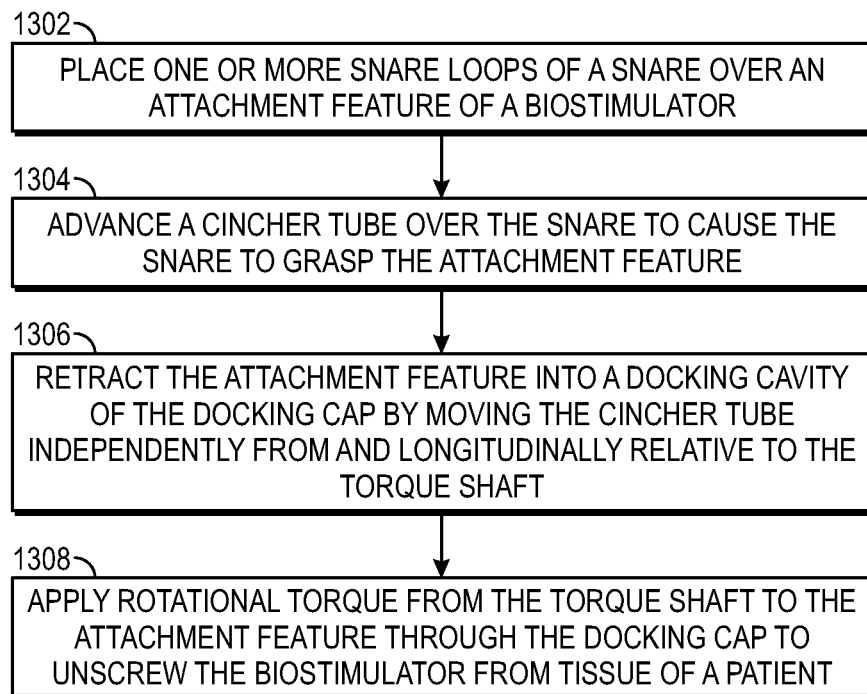 1302
PLACE ONE OR MORE SNARE LOOPS OF A SNARE OVER AN
ATTACHMENT FEATURE OF A BIOSTIMULATOR
1304
ADVANCE A CINCHER TUBE OVER THE SNARE TO CAUSE THE
SNARE TO GRASP THE ATTACHMENT FEATURE
1306
RETRACT THE ATTACHMENT FEATURE INTO A DOCKING CAVITY
OF THE DOCKING CAP BY MOVING THE CINCHER TUBE
INDEPENDENTLY FROM AND LONGITUDINALLY RELATIVE TO THE
TORQUE SHAFT
1308
APPLY ROTATIONAL TORQUE FROM THE TORQUE SHAFT TO THE
ATTACHMENT FEATURE THROUGH THE DOCKING CAP TO
UNSCREW THE BIOSTIMULATOR FROM TISSUE OF A PATIENT